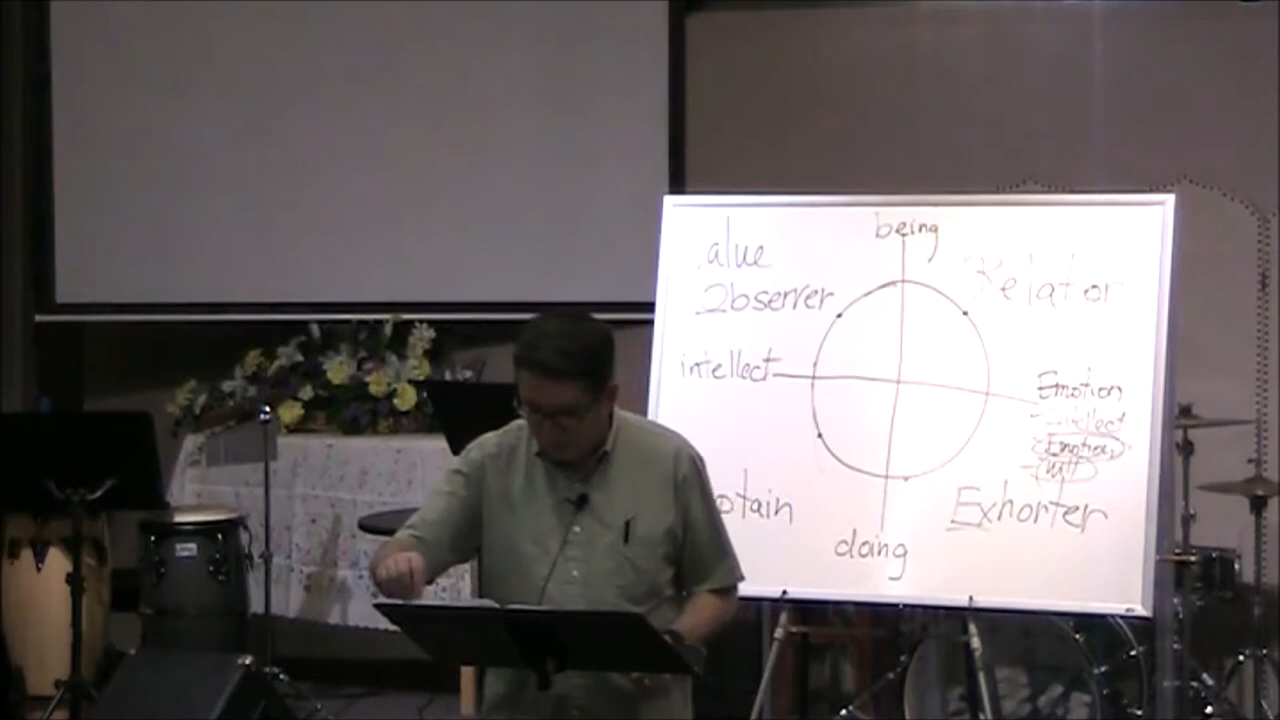 being
alue
Observer
Relator
intellect
Emotion
Intellect
Emotion
Will
otain
Exhorter
doing